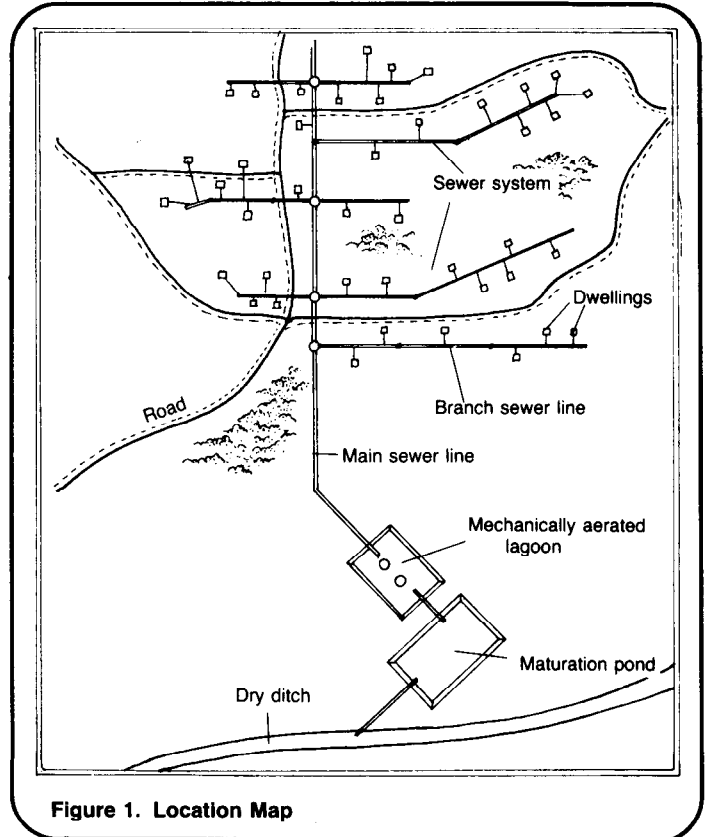 Sewer system
Dwellings
Branch sewer line
Road
Main sewer line
Mechanically aerated
lagoon
Maturation pond
Dry ditch
Figure 1. Location Map